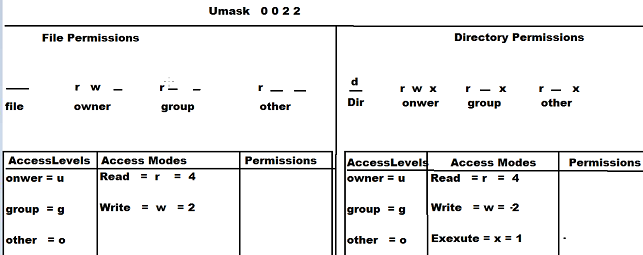 Umask 0 0 2 2
File Permissions
Directory Permissions
__ r w _ r _ _ r _ _
file owner group other
d r w x r _ x r _ x
Dir onwer group other
AccessLevels Access Modes Permissions
onwer = u Read = r = 4
group = g Write = w = 2
other = o
AccessLevels Access Modes Permissions
owner = u Read = r = 4
group = g Write = w = 2
other = o Exexute = x = 1